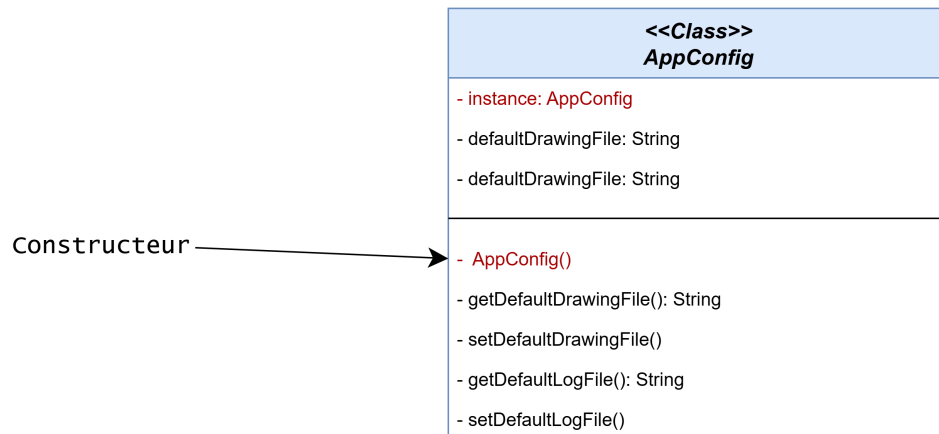 <<Class>>
AppConfig
- instance: AppConfig
- defaultDrawingFile: String
- defaultDrawingFile: String
Constructeur
- AppConfig()
- getDefaultDrawingFile(): String
- setDefaultDrawingFile()
- getDefaultLogFile(): String
- setDefaultLogFile()